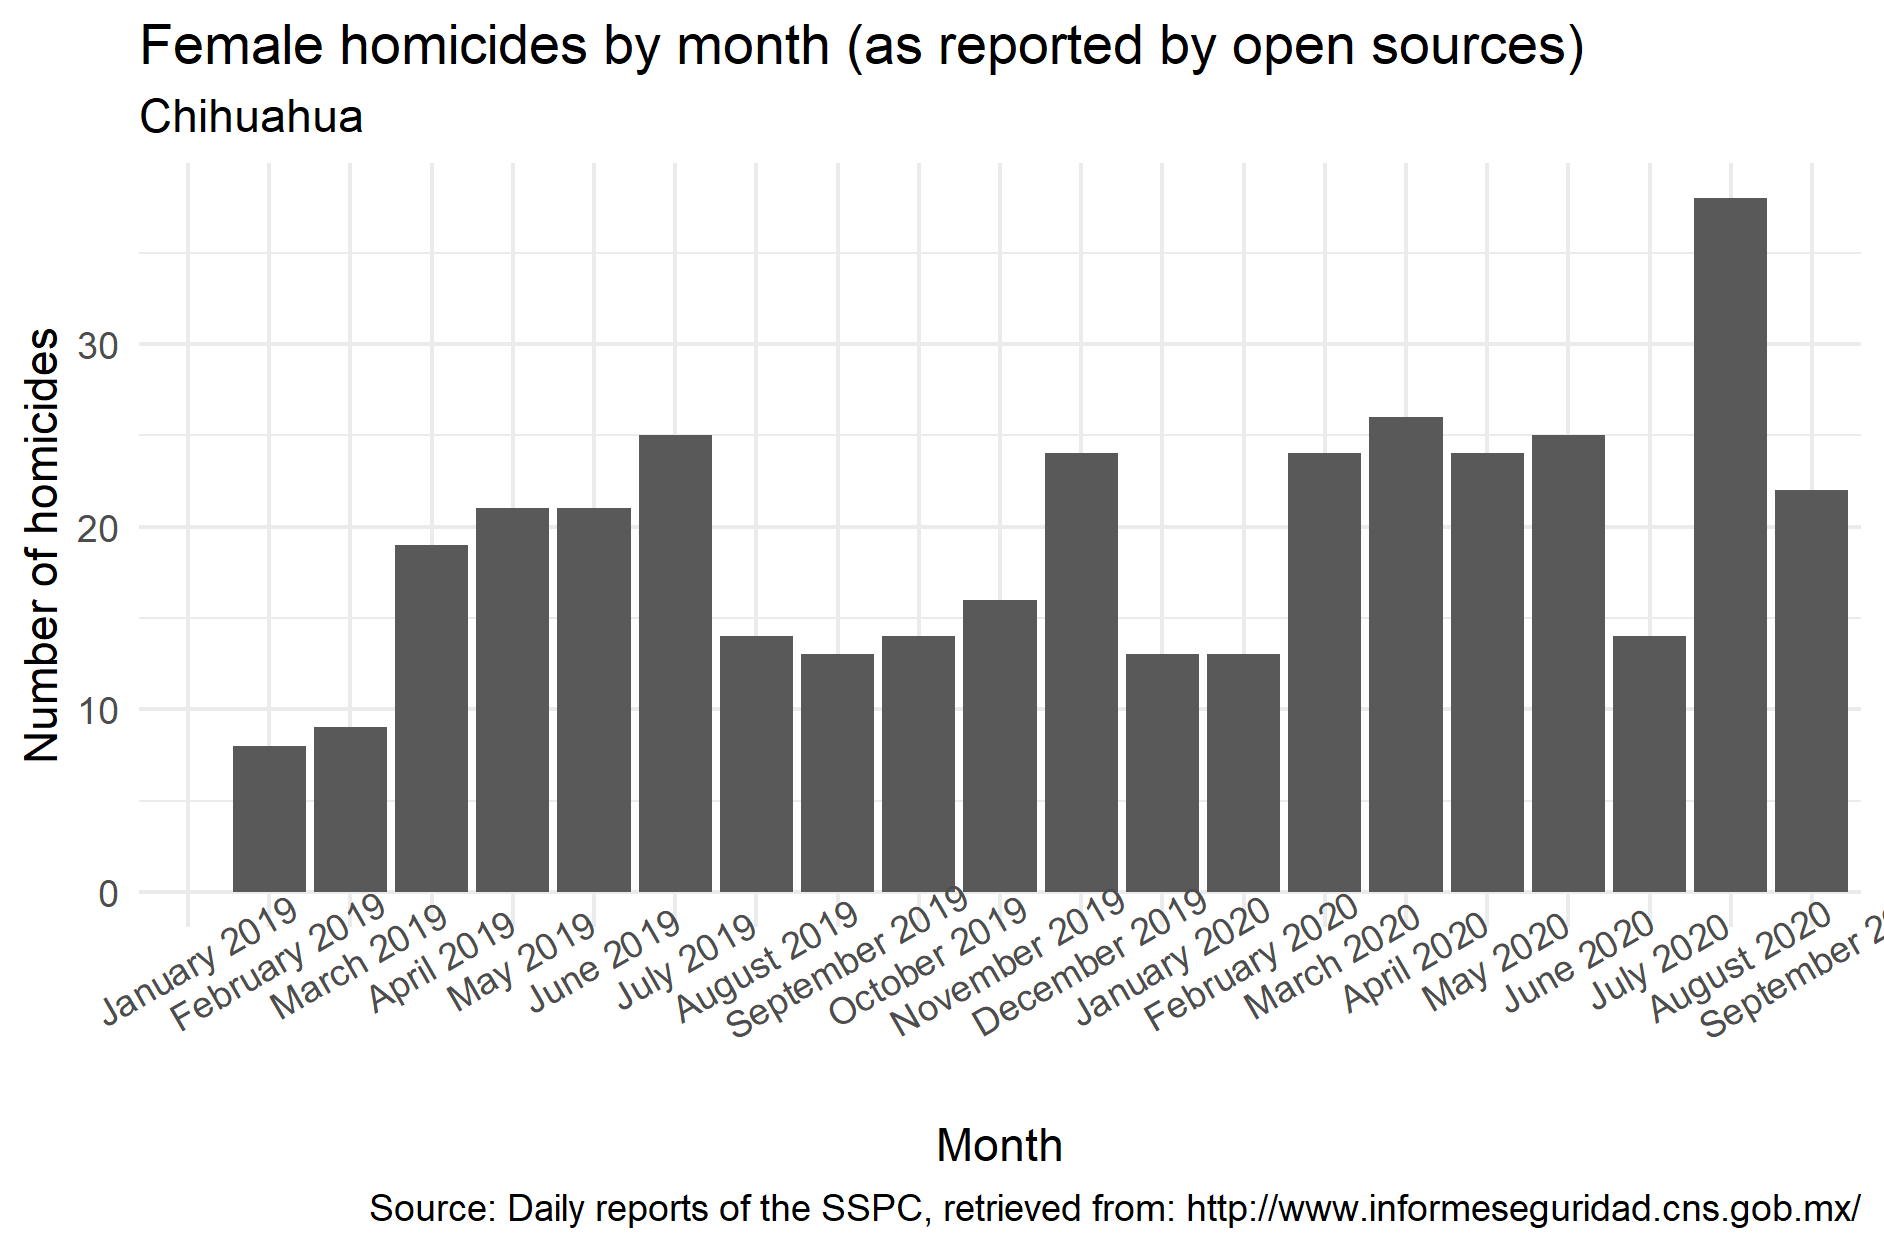 Female homicides by month (as reported by open sources)
Chihuahua
Number of homicides
30
20
10
0
January 2019
February 2019
March 2019
April 2019
May 2019
June 2019
July 2019
August 2019
September 2019
October 2019
November 2019
December 2019
January 2020
February 2020
March 2020
April 2020
May 2020
June 2020
July 2020
August 2020
September 2
Month
Source: Daily reports of the SSPC, retrieved from: http://www.informeseguridad.cns.gob.mx/